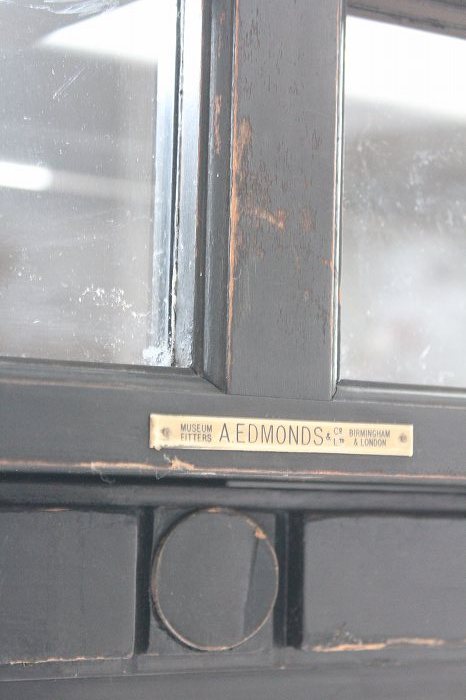 MUSEUM FITTERS A.EDMONDS & Cº LTD BIRMINGHAM & LONDON